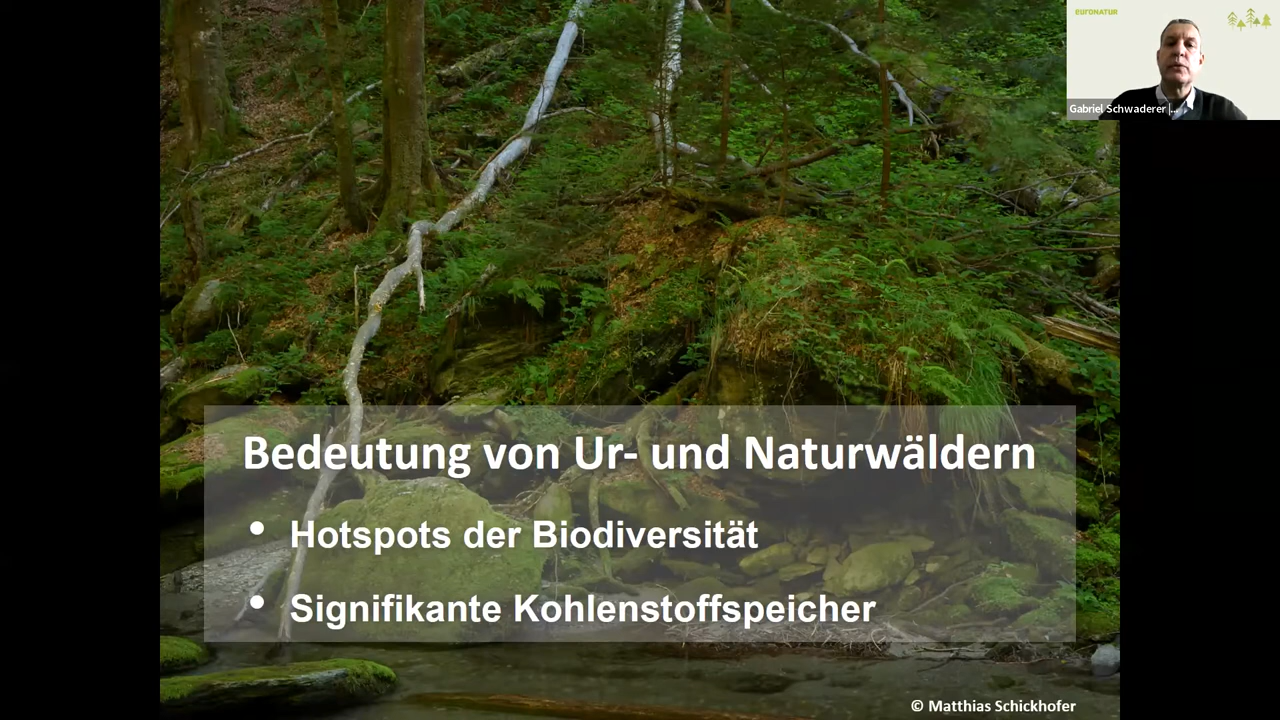 euronatur
Gabriel Schwaderer |...
Bedeutung von Ur- und Naturwäldern
• Hotspots der Biodiversität
• Signifikante Kohlenstoffspeicher
© Matthias Schickhofer